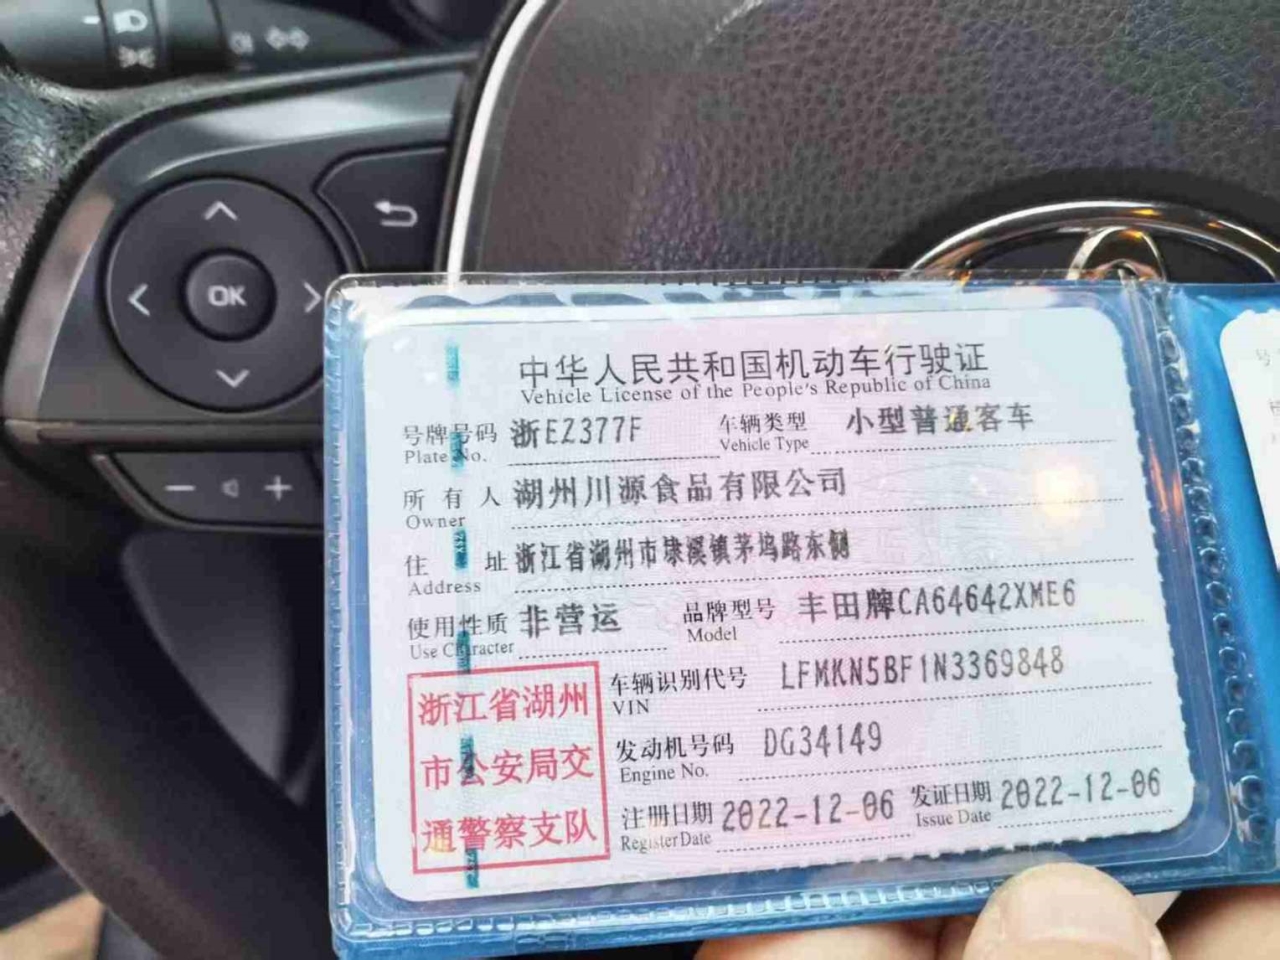 OK
中华人民共和国机动车行驶证
Vehicle License of the People's Republic of China
号牌号码 浙EZ377F 车辆类型 小型普通客车
Plate No. Vehicle Type
所有人 湖州川源食品有限公司
Owner
住址 浙江省湖州市埭溪镇茅坞路东侧
Address
使用性质 非营运 品牌型号 丰田牌CA64642XME6
Use Character Model
车辆识别代号 LFMKN5BF1N3369848
VIN
发动机号码 DG34149
Engine No.
注册日期 2022-12-06 发证日期 2022-12-06
Register Date Issue Date
浙江省湖州
市公安局交
通警察支队